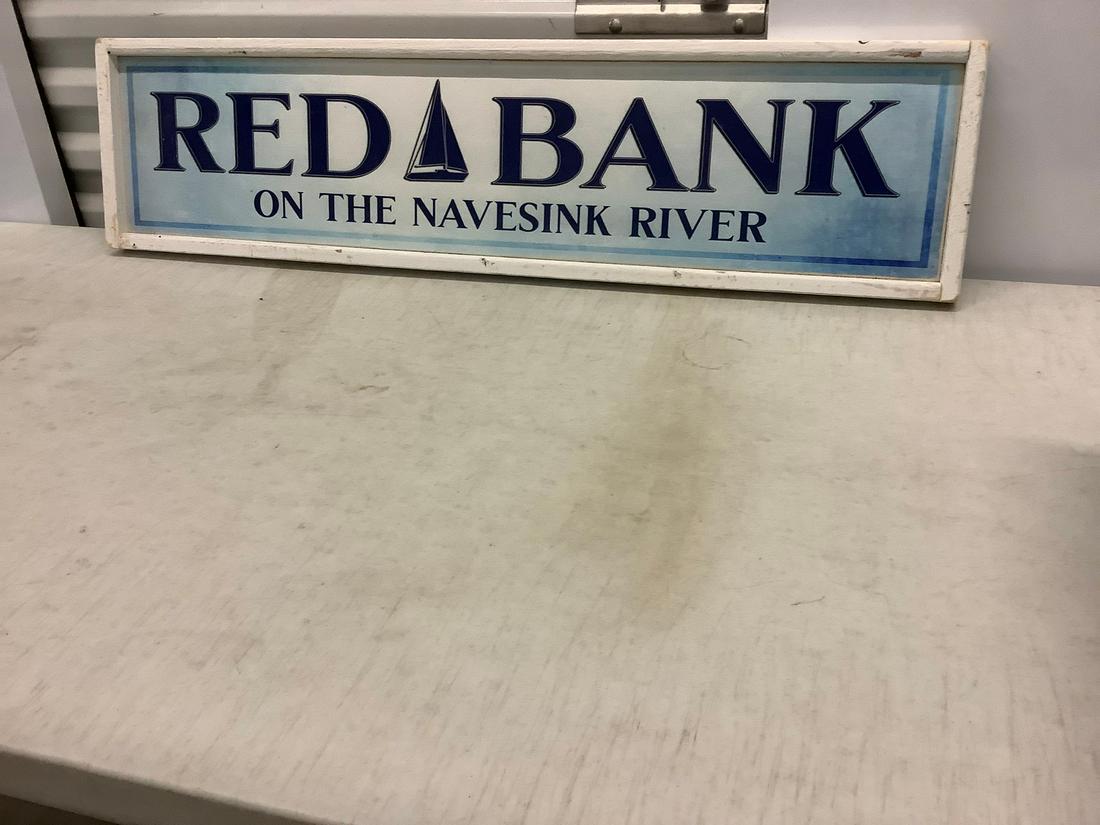 RED BANK
ON THE NAVESINK RIVER